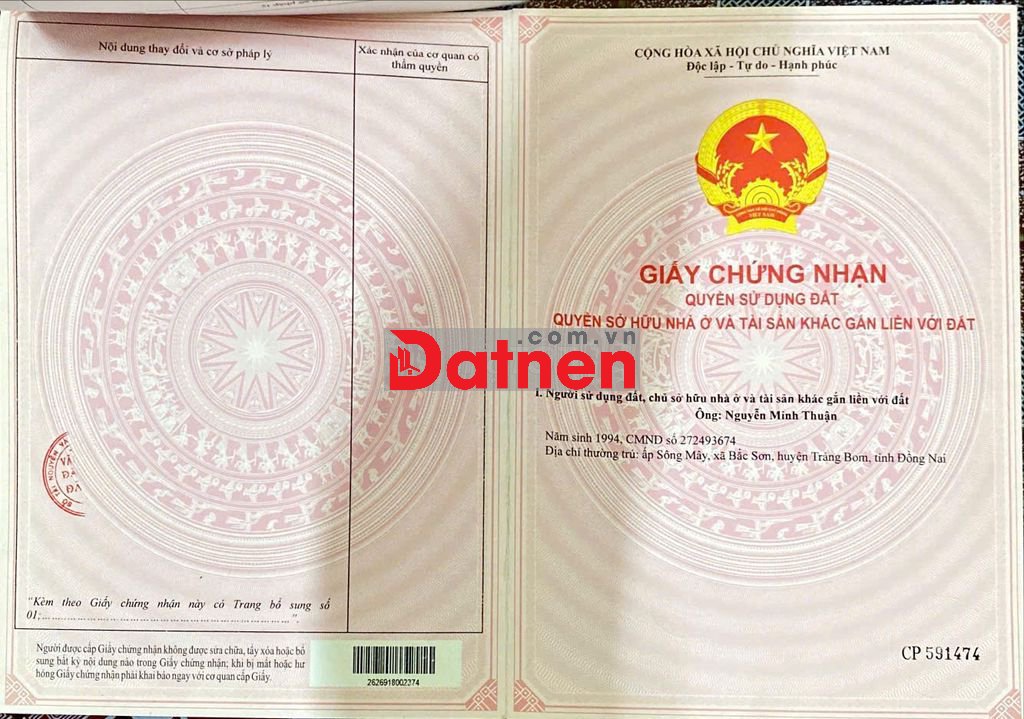 Nội dung thay đổi và cơ sở pháp lý
Xác nhận của cơ quan có
thẩm quyền
"Kèm theo Giấy chứng nhận này có Trang bổ sung số
01;
Người được cấp Giấy chứng nhận không được sửa chữa, tẩy xóa hoặc bổ
sung bất kỳ nội dung nào trong Giấy chứng nhận; khi bị mất hoặc hư
hỏng Giấy chứng nhận phải khai báo ngay với cơ quan cấp Giấy.
2626918002374
CỘNG HÒA XÃ HỘI CHỦ NGHĨA VIỆT NAM
Độc lập - Tự do - Hạnh phúc
VIỆT NAM
GIẤY CHỨNG NHẬN
QUYỀN SỬ DỤNG ĐẤT
QUYỀN SỞ HỮU NHÀ Ở VÀ TÀI SẢN KHÁC GẮN LIỀN VỚI ĐẤT
.com.vn
Datnen
I. Người sử dụng đất, chủ sở hữu nhà ở và tài sản khác gắn liền với đất
Ông: Nguyễn Minh Thuận
Năm sinh 1994, CMND số 272493674
Địa chỉ thường trú: ấp Sông Mây, xã Bắc Sơn, huyện Trảng Bom, tỉnh Đồng Nai
CP 591474